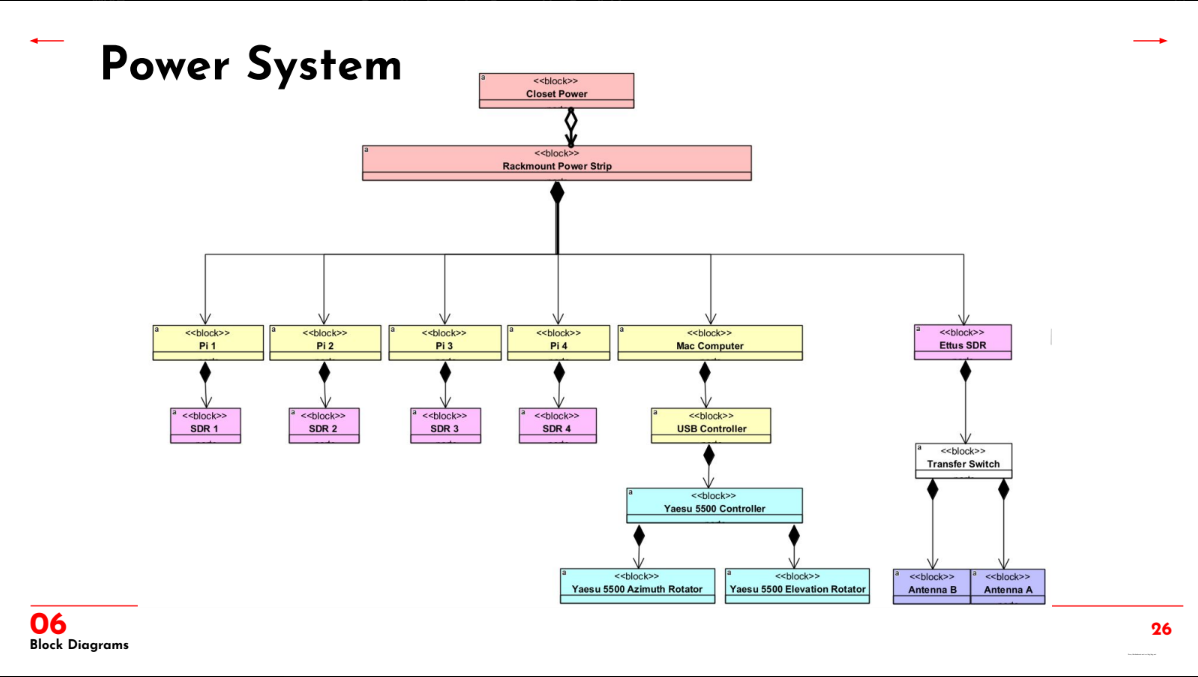 Power System
a
<<block>>
Closet Power
a
<<block>>
Rackmount Power Strip
a
<<block>>
Pi 1
a
<<block>>
Pi 2
a
<<block>>
Pi 3
a
<<block>>
Pi 4
a
<<block>>
Mac Computer
a
<<block>>
Ettus SDR
a
<<block>>
SDR 1
a
<<block>>
SDR 2
a
<<block>>
SDR 3
a
<<block>>
SDR 4
a
<<block>>
USB Controller
a
<<block>>
Transfer Switch
a
<<block>>
Yaesu 5500 Controller
a
<<block>>
Yaesu 5500 Azimuth Rotator
a
<<block>>
Yaesu 5500 Elevation Rotator
a
<<block>>
Antenna B
a
<<block>>
Antenna A
06
Block Diagrams
26